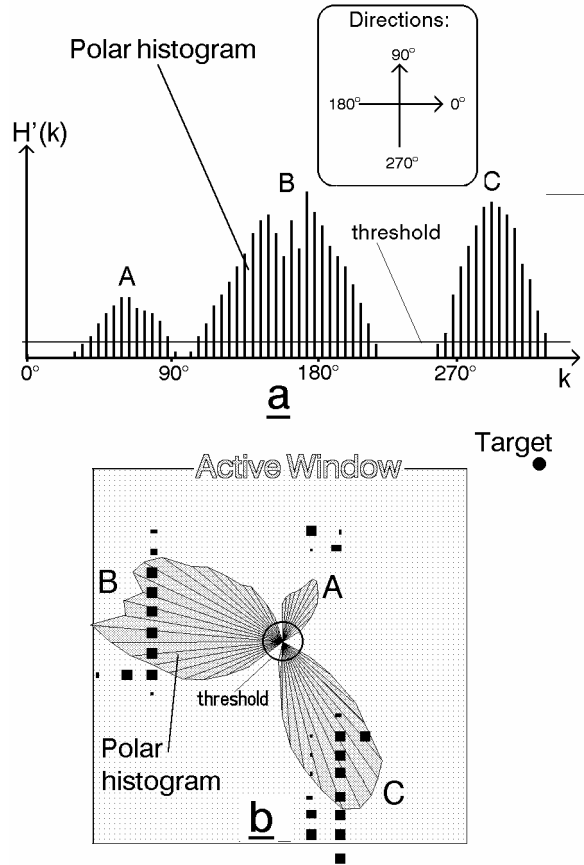 Directions:
90°
180° 0°
270°
Polar histogram
H'(k)
A
B
C
threshold
0° 90° 180° 270° k
a
Target
Active Window
B
A
threshold
Polar
histogram
C
b